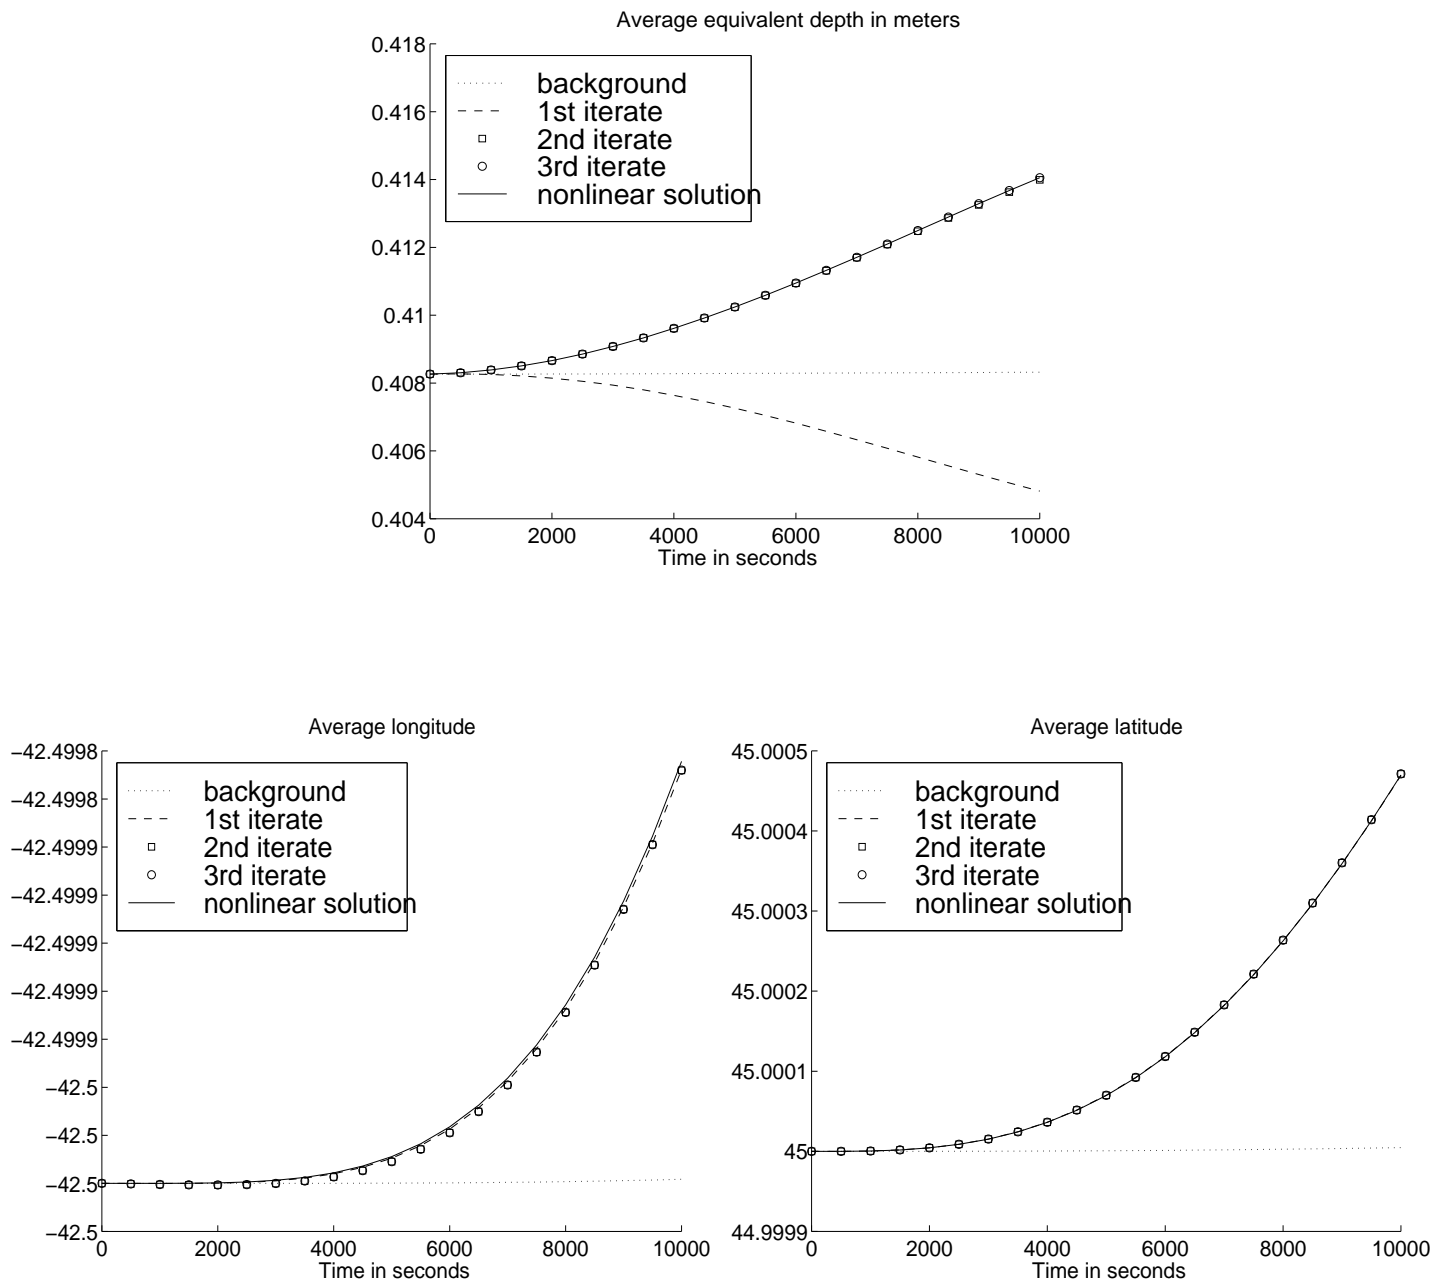 Average equivalent depth in meters
0.418
0.416
0.414
0.412
0.41
0.408
0.406
0.404
background
1st iterate
2nd iterate
3rd iterate
nonlinear solution
0 2000 4000 6000 8000 10000
Time in seconds
Average longitude
−42.4998
−42.4998
−42.4999
−42.4999
−42.4999
−42.4999
−42.4999
−42.5
−42.5
−42.5
−42.5
background
1st iterate
2nd iterate
3rd iterate
nonlinear solution
0 2000 4000 6000 8000 10000
Time in seconds
Average latitude
45.0005
45.0004
45.0003
45.0002
45.0001
45
44.9999
background
1st iterate
2nd iterate
3rd iterate
nonlinear solution
0 2000 4000 6000 8000 10000
Time in seconds